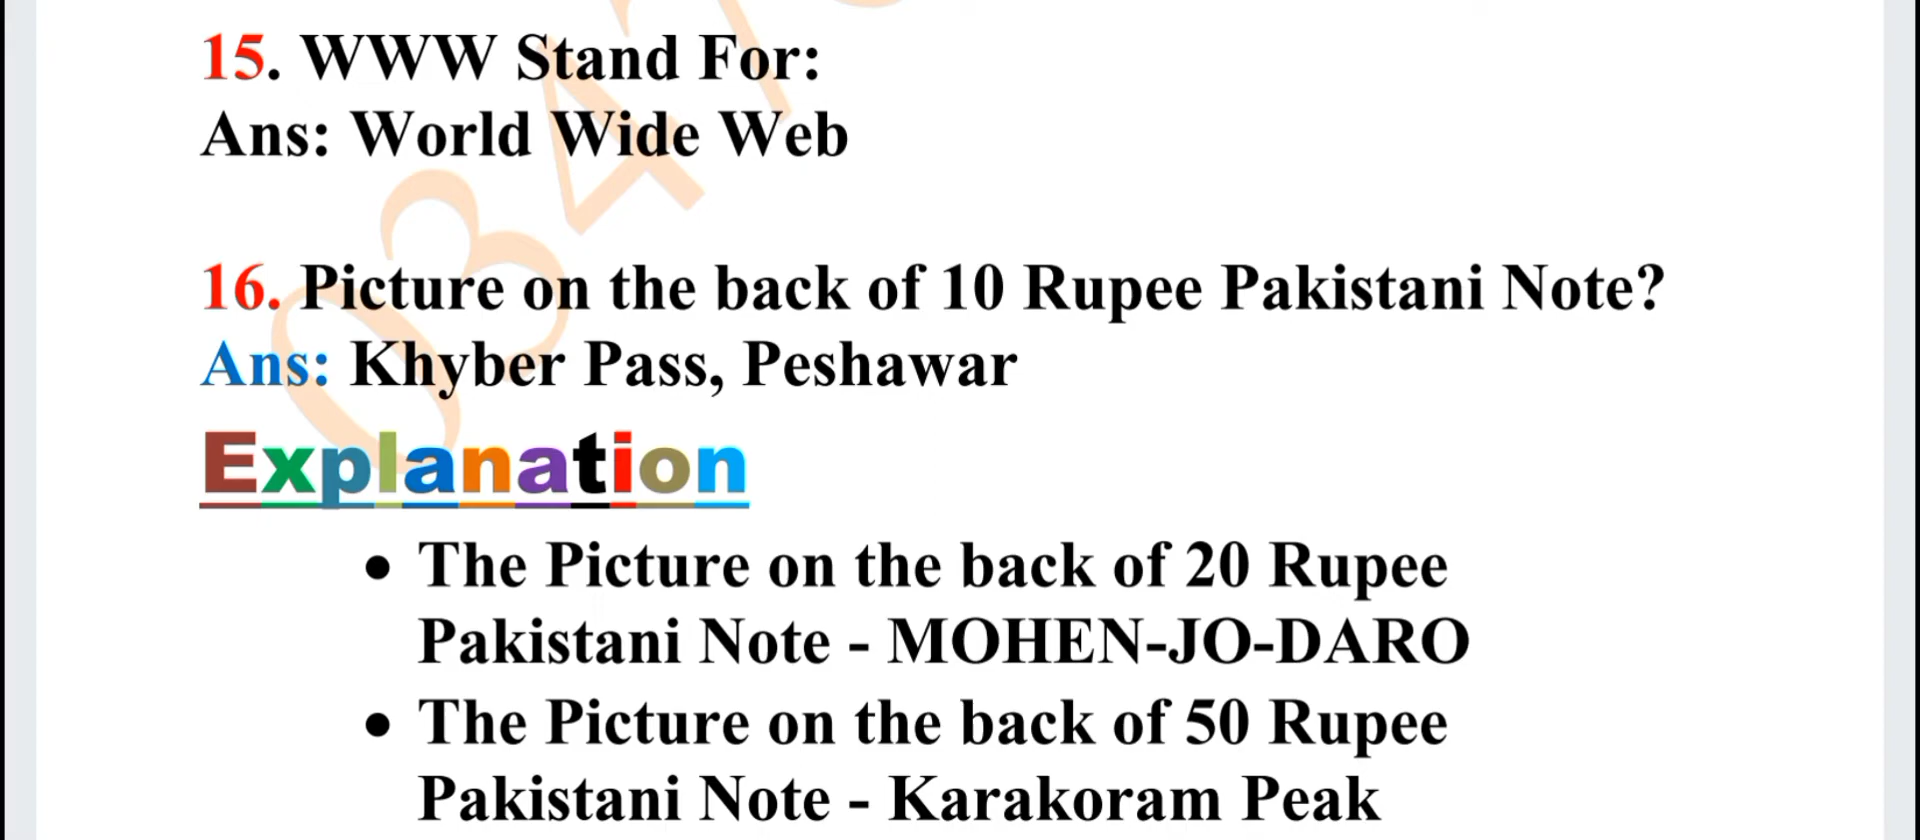 15. WWW Stand For:
Ans: World Wide Web
16. Picture on the back of 10 Rupee Pakistani Note?
Ans: Khyber Pass, Peshawar
Explanation
• The Picture on the back of 20 Rupee
Pakistani Note - MOHEN-JO-DARO
• The Picture on the back of 50 Rupee
Pakistani Note - Karakoram Peak